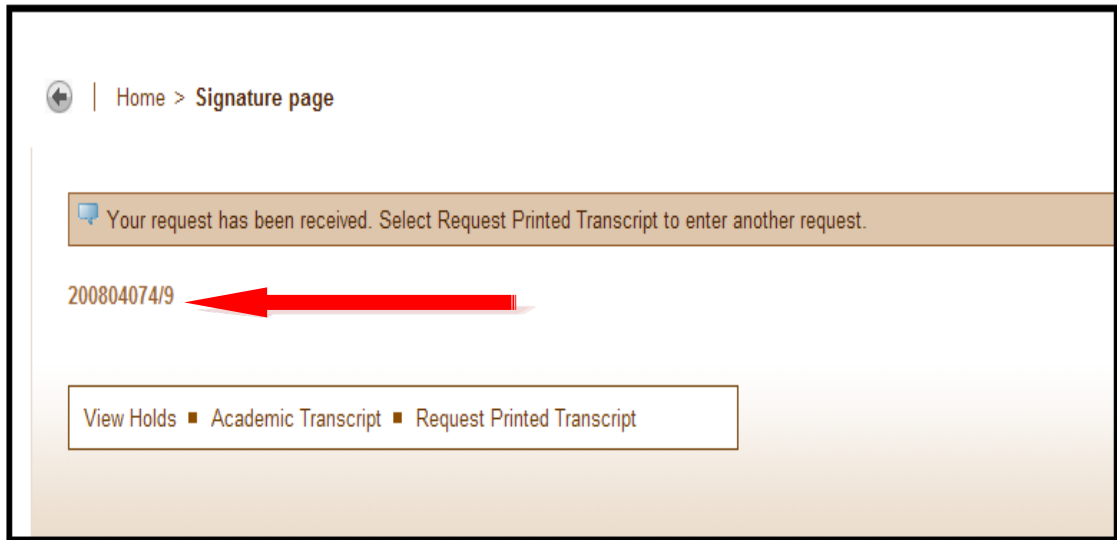 Home > Signature page
Your request has been received. Select Request Printed Transcript to enter another request.
200804074/9
View Holds ▪ Academic Transcript ▪ Request Printed Transcript